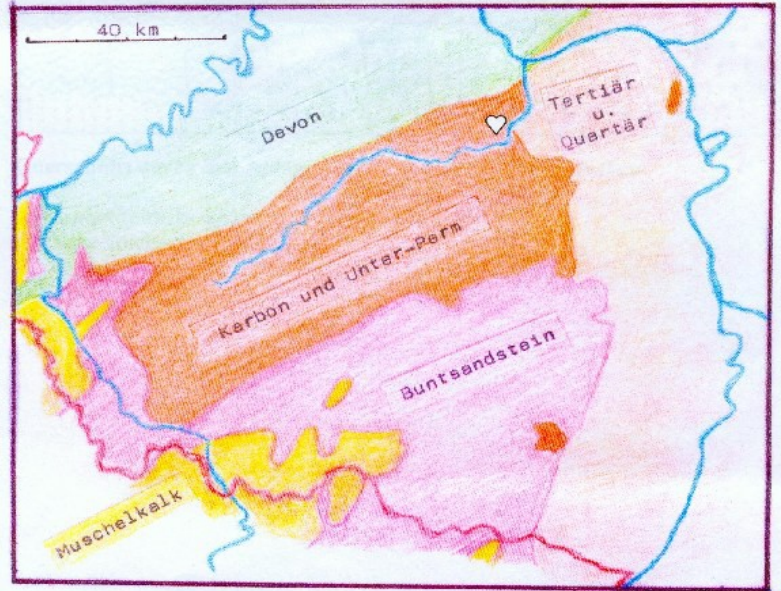 40 km
Devon
Tertiär
u.
Quartär
Karbon und Unter-Perm
Buntsandstein
Muschelkalk